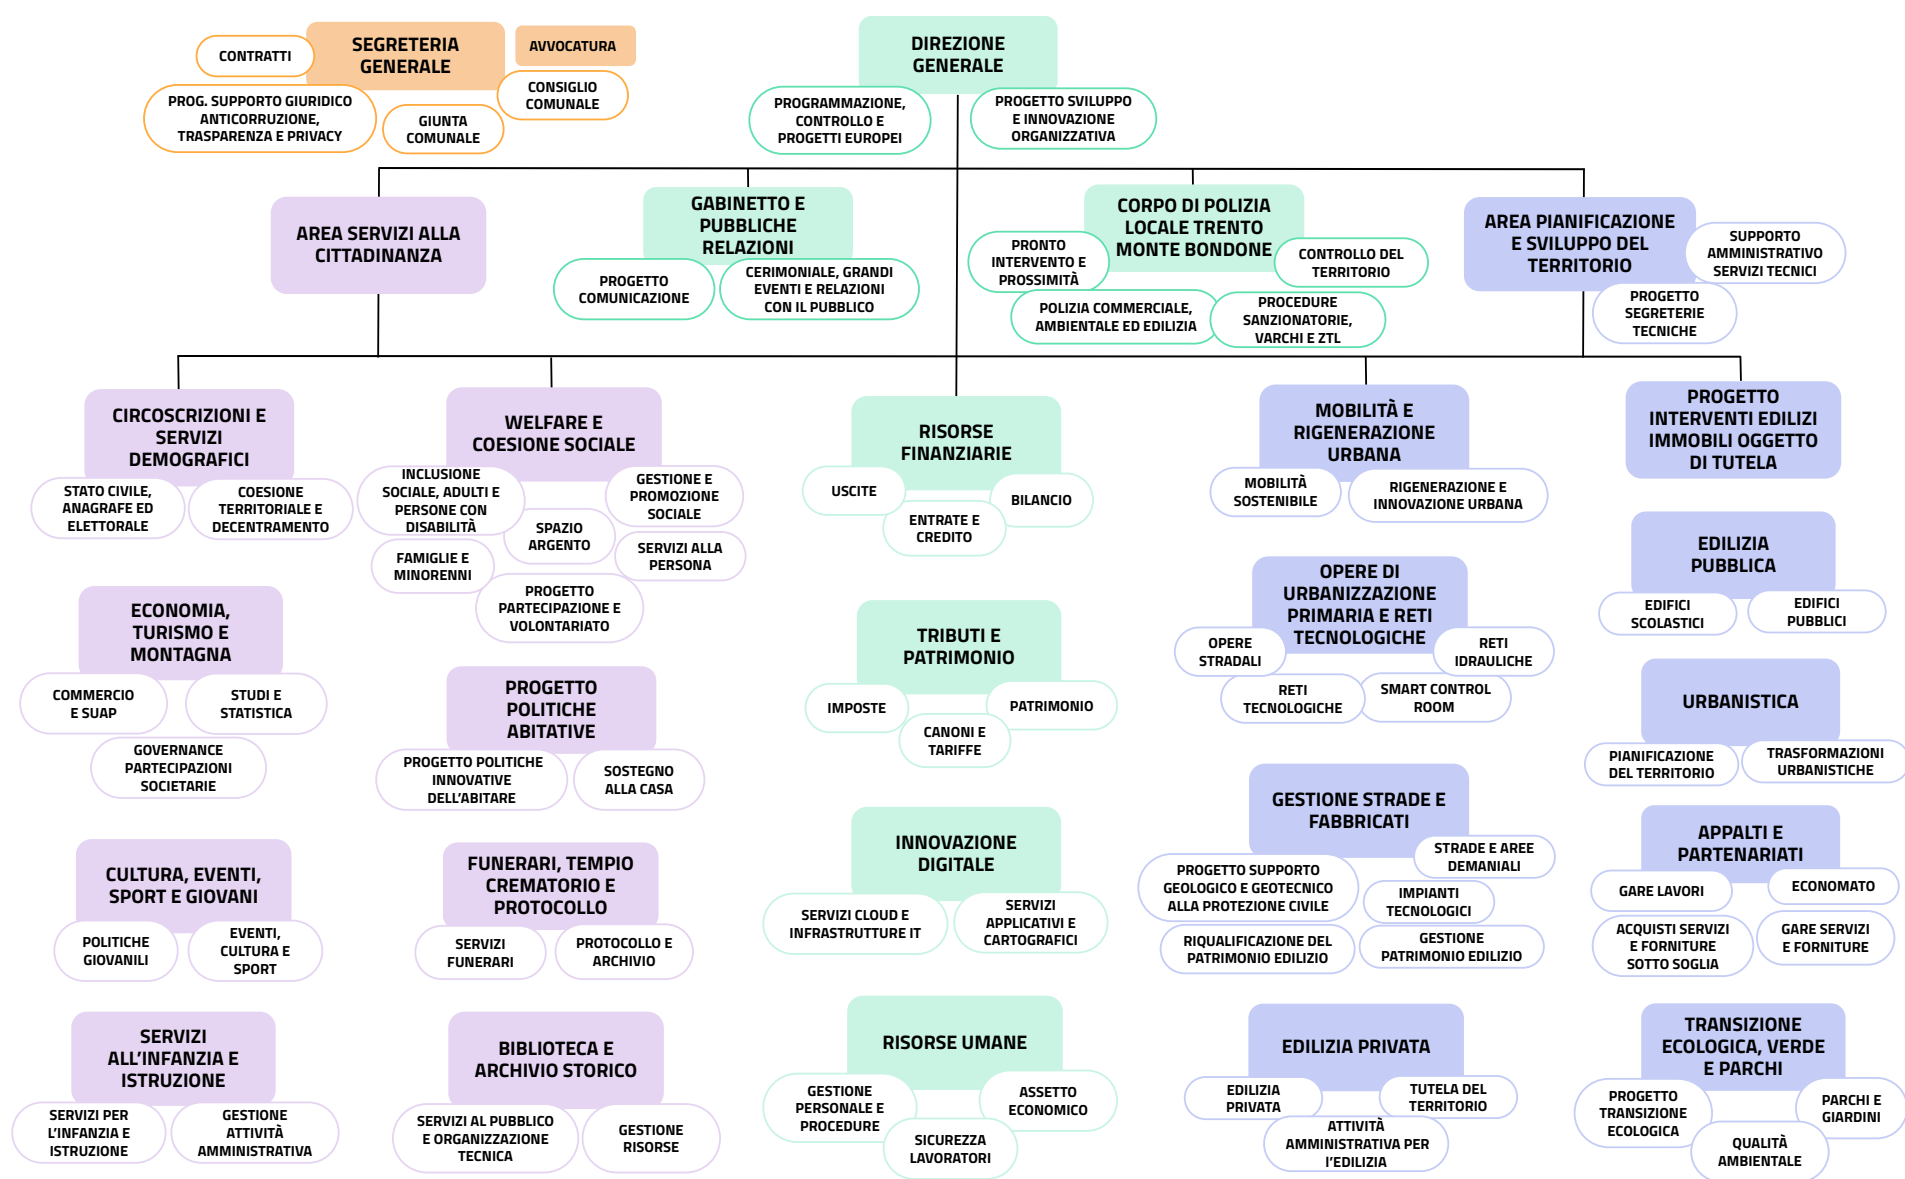 SEGRETERIA
GENERALE
AVVOCATURA
CONTRATTI
CONSIGLIO
COMUNALE
PROG. SUPPORTO GIURIDICO
ANTICORRUZIONE,
TRASPARENZA E PRIVACY
GIUNTA
COMUNALE
DIREZIONE
GENERALE
PROGRAMMAZIONE,
CONTROLLO E
PROGETTI EUROPEI
PROGETTO SVILUPPO
E INNOVAZIONE
ORGANIZZATIVA
AREA SERVIZI ALLA
CITTADINANZA
GABINETTO E
PUBBLICHE
RELAZIONI
PROGETTO
COMUNICAZIONE
CERIMONIALE, GRANDI
EVENTI E RELAZIONI
CON IL PUBBLICO
CORPO DI POLIZIA
LOCALE TRENTO
MONTE BONDONE
PRONTO
INTERVENTO E
PROSSIMITÀ
CONTROLLO DEL
TERRITORIO
POLIZIA COMMERCIALE,
AMBIENTALE ED EDILIZIA
PROCEDURE
SANZIONATORIE,
VARCHI E ZTL
AREA PIANIFICAZIONE
E SVILUPPO DEL
TERRITORIO
SUPPORTO
AMMINISTRATIVO
SERVIZI TECNICI
PROGETTO
SEGRETERIE
TECNICHE
CIRCOSCRIZIONI E
SERVIZI
DEMOGRAFICI
STATO CIVILE,
ANAGRAFE ED
ELETTORALE
COESIONE
TERRITORIALE E
DECENTRAMENTO
WELFARE E
COESIONE SOCIALE
INCLUSIONE
SOCIALE, ADULTI E
PERSONE CON
DISABILITÀ
GESTIONE E
PROMOZIONE
SOCIALE
SPAZIO
ARGENTO
FAMIGLIE E
MINORENNI
SERVIZI ALLA
PERSONA
PROGETTO
PARTECIPAZIONE E
VOLONTARIATO
RISORSE
FINANZIARIE
USCITE
BILANCIO
ENTRATE E
CREDITO
MOBILITÀ E
RIGENERAZIONE
URBANA
MOBILITÀ
SOSTENIBILE
RIGENERAZIONE E
INNOVAZIONE URBANA
PROGETTO
INTERVENTI EDILIZI
IMMOBILI OGGETTO
DI TUTELA
EDILIZIA
PUBBLICA
EDIFICI
SCOLASTICI
EDIFICI
PUBBLICI
ECONOMIA,
TURISMO E
MONTAGNA
COMMERCIO
E SUAP
STUDI E
STATISTICA
GOVERNANCE
PARTECIPAZIONI
SOCIETARIE
PROGETTO
POLITICHE
ABITATIVE
PROGETTO POLITICHE
INNOVATIVE
DELL'ABITARE
SOSTEGNO
ALLA CASA
TRIBUTI E
PATRIMONIO
IMPOSTE
PATRIMONIO
CANONI E
TARIFFE
OPERE DI
URBANIZZAZIONE
PRIMARIA E RETI
TECNOLOGICHE
OPERE
STRADALI
RETI
IDRAULICHE
RETI
TECNOLOGICHE
SMART CONTROL
ROOM
URBANISTICA
PIANIFICAZIONE
DEL TERRITORIO
TRASFORMAZIONI
URBANISTICHE
CULTURA, EVENTI,
SPORT E GIOVANI
POLITICHE
GIOVANILI
EVENTI,
CULTURA E
SPORT
FUNERARI, TEMPIO
CREMATORIO E
PROTOCOLLO
SERVIZI
FUNERARI
PROTOCOLLO E
ARCHIVIO
INNOVAZIONE
DIGITALE
SERVIZI CLOUD E
INFRASTRUTTURE IT
SERVIZI
APPLICATIVI E
CARTOGRAFICI
GESTIONE STRADE E
FABBRICATI
STRADE E AREE
DEMANIALI
PROGETTO SUPPORTO
GEOLOGICO E GEOTECNICO
ALLA PROTEZIONE CIVILE
IMPIANTI
TECNOLOGICI
RIQUALIFICAZIONE DEL
PATRIMONIO EDILIZIO
GESTIONE
PATRIMONIO EDILIZIO
APPALTI E
PARTENARIATI
GARE LAVORI
ECONOMATO
ACQUISTI SERVIZI
E FORNITURE
SOTTO SOGLIA
GARE SERVIZI
E FORNITURE
SERVIZI
ALL'INFANZIA E
ISTRUZIONE
SERVIZI PER
L'INFANZIA E
ISTRUZIONE
GESTIONE
ATTIVITÀ
AMMINISTRATIVA
BIBLIOTECA E
ARCHIVIO STORICO
SERVIZI AL PUBBLICO
E ORGANIZZAZIONE
TECNICA
GESTIONE
RISORSE
RISORSE UMANE
GESTIONE
PERSONALE E
PROCEDURE
ASSETTO
ECONOMICO
SICUREZZA
LAVORATORI
EDILIZIA PRIVATA
EDILIZIA
PRIVATA
TUTELA DEL
TERRITORIO
ATTIVITÀ
AMMINISTRATIVA PER
l'EDILIZIA
TRANSIZIONE
ECOLOGICA, VERDE
E PARCHI
PROGETTO
TRANSIZIONE
ECOLOGICA
PARCHI E
GIARDINI
QUALITÀ
AMBIENTALE